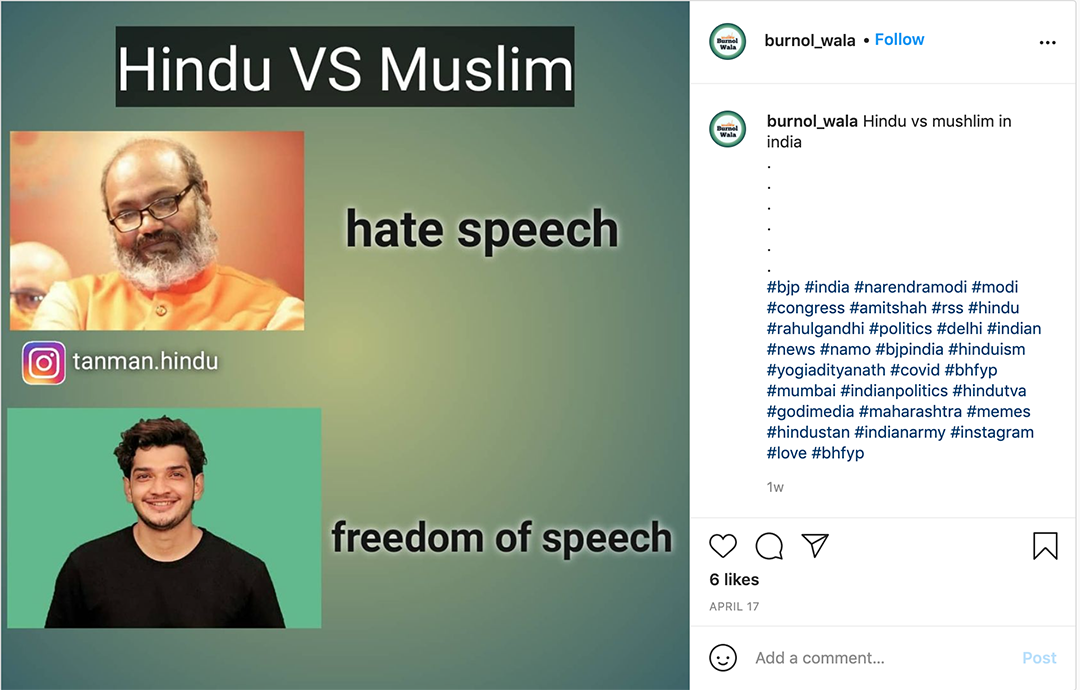 Hindu VS Muslim
hate speech
tanman.hindu
freedom of speech
Burnol
Wala
burnol_wala • Follow
Burnol
Wala
burnol_wala Hindu vs mushlim in
india
.
.
.
.
.
.
#bjp #india #narendramodi #modi
#congress #amitshah #rss #hindu
#rahulgandhi #politics #delhi #indian
#news #namo #bjpindia #hinduism
#yogiadityanath #covid #bhfyp
#mumbai #indianpolitics #hindutva
#godimedia #maharashtra #memes
#hindustan #indianarmy #instagram
#love #bhfyp
1w
6 likes
APRIL 17
Add a comment...
Post